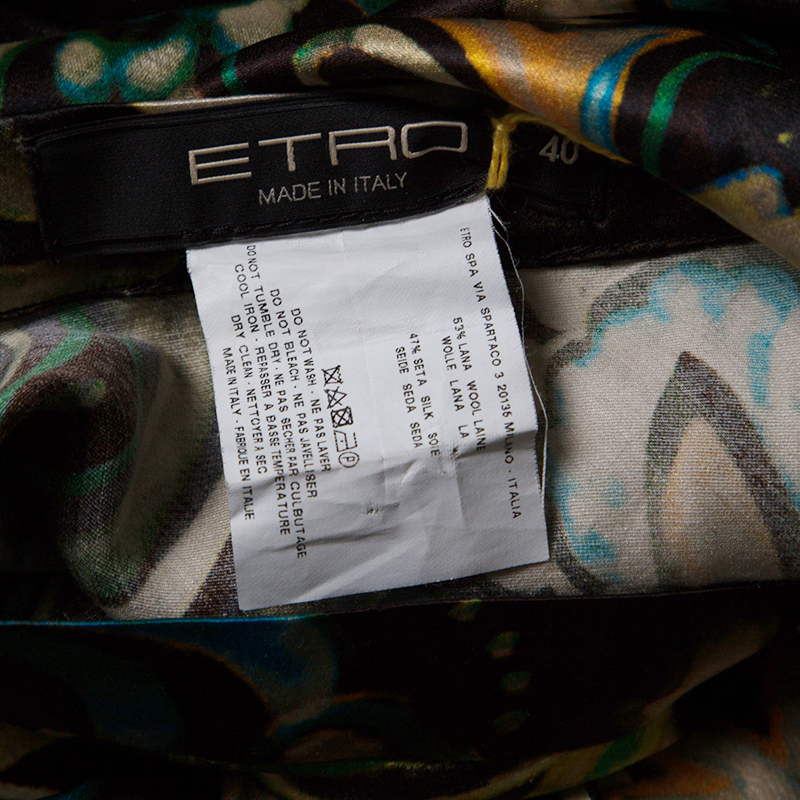 ETRO
MADE IN ITALY
40
ETRO SPA VIA SPARTACO 3 20135 MILANO - ITALIA
53% LANA WOOL LAINE
WOLLE LANA LA
47% SETA SILK SOIE
SEIDE SEDA SEDA
DO NOT WASH - NE PAS LAVER
DO NOT BLEACH - NE PAS JAVELLISER
DO NOT TUMBLE DRY - NE PAS SECHER PAR CULBUTAGE
COOL IRON - REPASSER A BASSE TEMPERATURE
DRY CLEAN - NETTOYER A SEC
MADE IN ITALY - FABRIQUE EN ITALIE